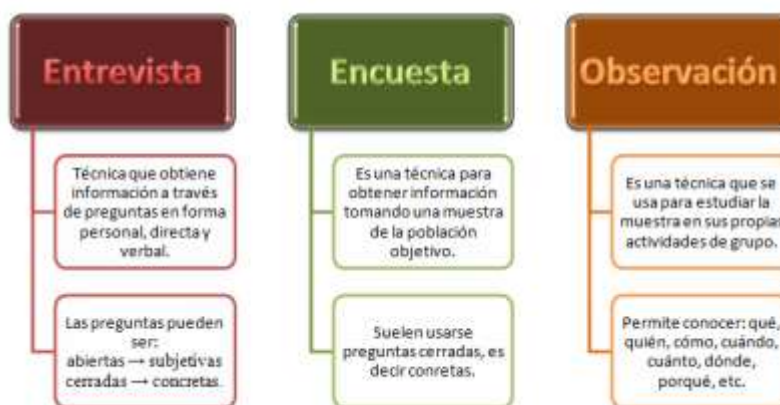 Entrevista
Técnica que obtiene
información a través
de preguntas en forma
personal, directa y
verbal.
Las preguntas pueden
ser:
abiertas → subjetivas
cerradas → concretas.
Encuesta
Es una técnica para
obtener información
tomando una muestra
de la población
objetivo.
Suelen usarse
preguntas cerradas, es
decir conretas.
Observación
Es una técnica que se
usa para estudiar la
muestra en sus propias
actividades de grupo.
Permite conocer: qué,
quién, cómo, cuándo,
cuánto, dónde,
porqué, etc.